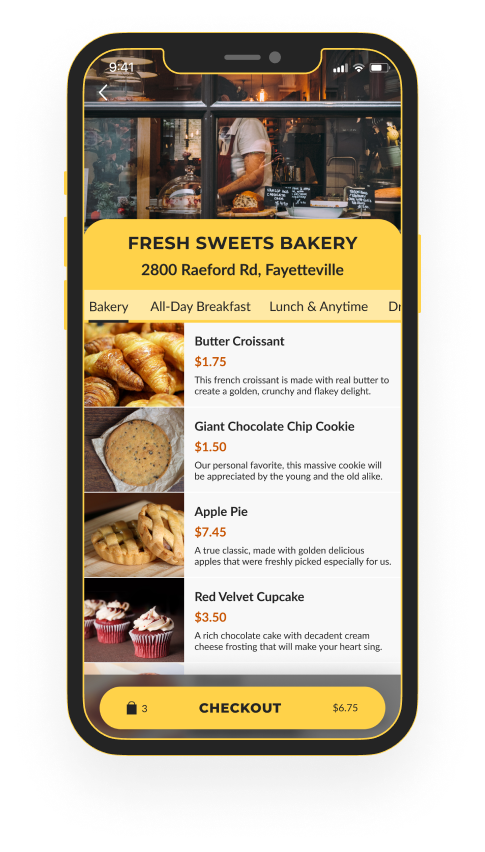 9:41
FRESH SWEETS BAKERY
2800 Raeford Rd, Fayetteville
Bakery All-Day Breakfast Lunch & Anytime Dr
Butter Croissant
$1.75
This french croissant is made with real butter to
create a golden, crunchy and flakey delight.
Giant Chocolate Chip Cookie
$1.50
Our personal favorite, this massive cookie will
be appreciated by the young and the old alike.
Apple Pie
$7.45
A true classic, made with golden delicious
apples that were freshly picked especially for us.
Red Velvet Cupcake
$3.50
A rich chocolate cake with decadent cream
cheese frosting that will make your heart sing.
3 CHECKOUT $6.75